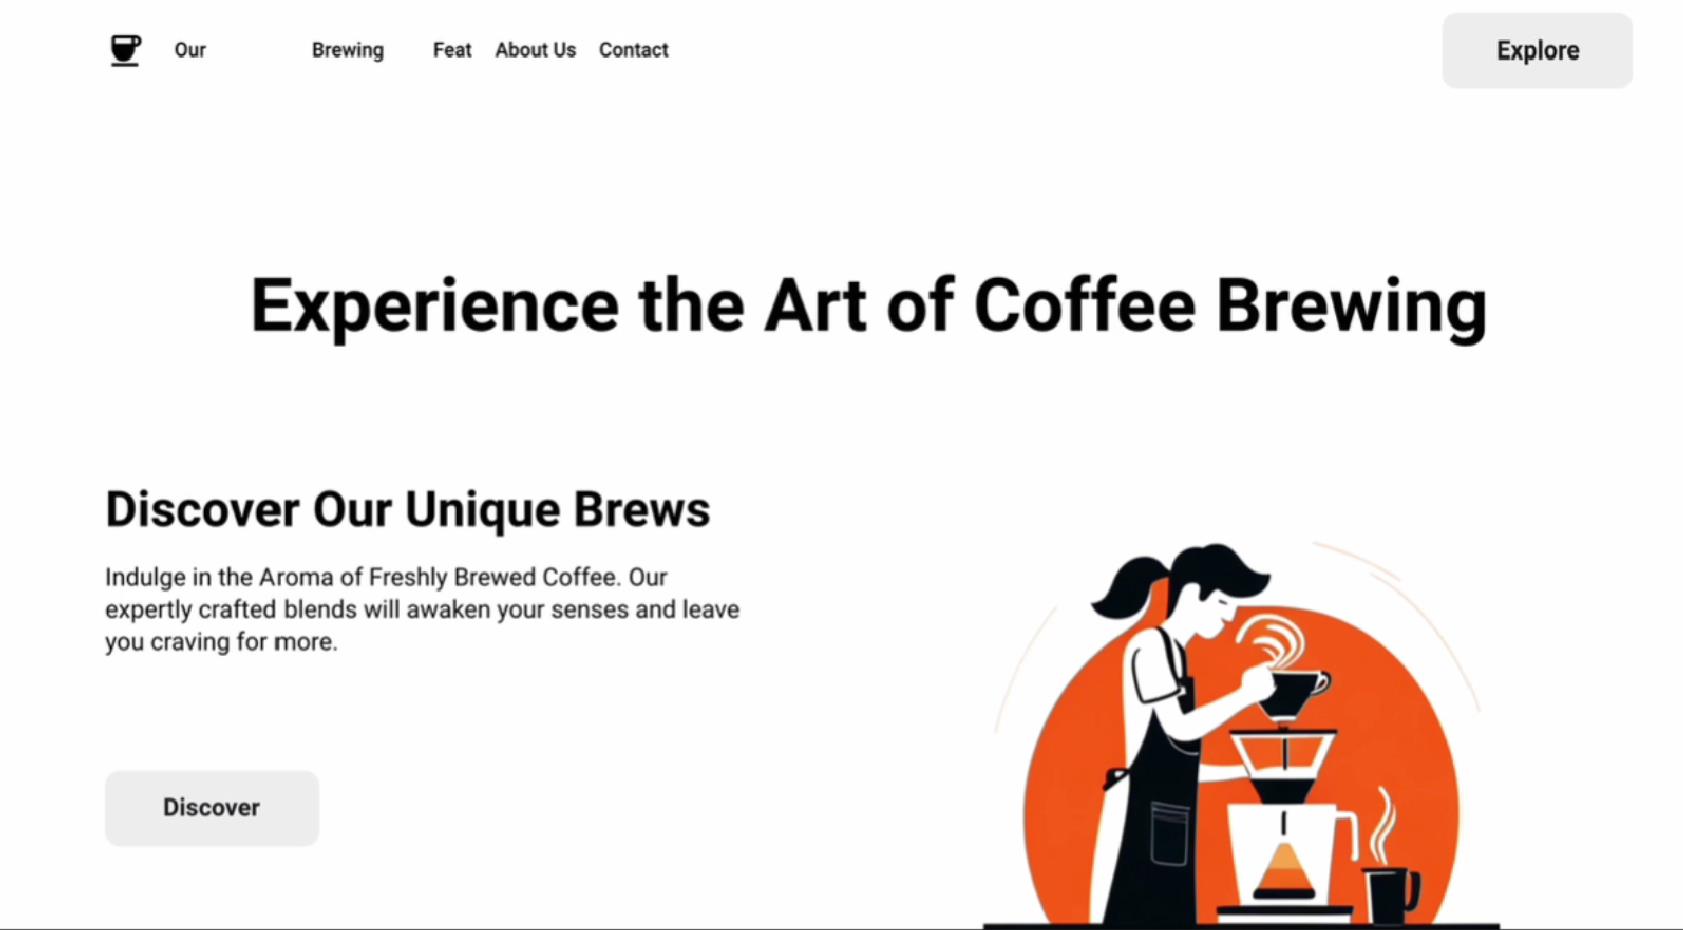 Our Brewing Feat About Us Contact Explore
Experience the Art of Coffee Brewing
Discover Our Unique Brews
Indulge in the Aroma of Freshly Brewed Coffee. Our
expertly crafted blends will awaken your senses and leave
you craving for more.
Discover